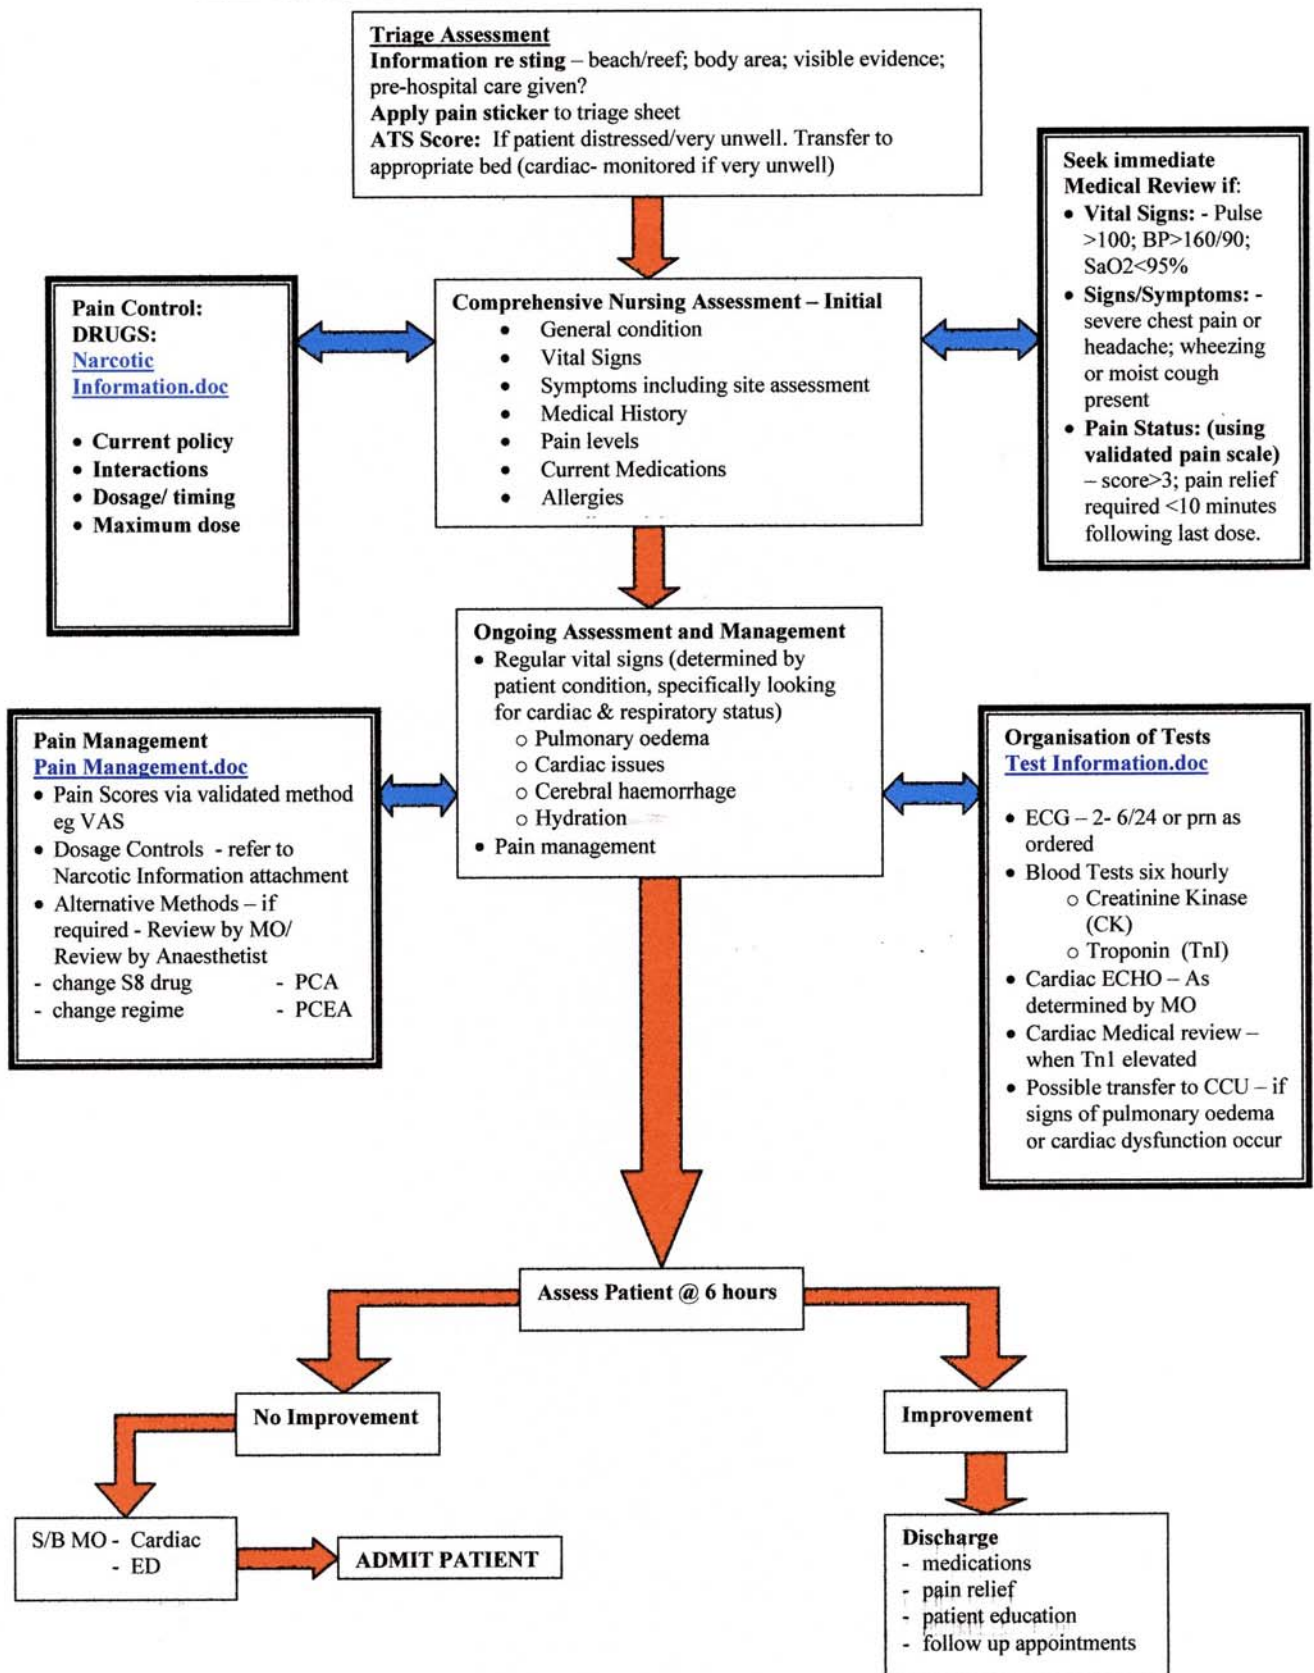 Triage Assessment
Information re sting – beach/reef; body area; visible evidence;
pre-hospital care given?
Apply pain sticker to triage sheet
ATS Score: If patient distressed/very unwell. Transfer to
appropriate bed (cardiac- monitored if very unwell)
Seek immediate
Medical Review if:
• Vital Signs: - Pulse
>100; BP>160/90;
SaO2<95%
• Signs/Symptoms: -
severe chest pain or
headache; wheezing
or moist cough
present
• Pain Status: (using
validated pain scale)
– score>3; pain relief
required <10 minutes
following last dose.
Pain Control:
DRUGS:
Narcotic
Information.doc
• Current policy
• Interactions
• Dosage/ timing
• Maximum dose
Comprehensive Nursing Assessment – Initial
• General condition
• Vital Signs
• Symptoms including site assessment
• Medical History
• Pain levels
• Current Medications
• Allergies
Ongoing Assessment and Management
• Regular vital signs (determined by
patient condition, specifically looking
for cardiac & respiratory status)
o Pulmonary oedema
o Cardiac issues
o Cerebral haemorrhage
o Hydration
• Pain management
Pain Management
Pain Management.doc
• Pain Scores via validated method
eg VAS
• Dosage Controls - refer to
Narcotic Information attachment
• Alternative Methods – if
required - Review by MO/
Review by Anaesthetist
- change S8 drug - PCA
- change regime - PCEA
Organisation of Tests
Test Information.doc
• ECG – 2- 6/24 or prn as
ordered
• Blood Tests six hourly
o Creatinine Kinase
(CK)
o Troponin (TnI)
• Cardiac ECHO – As
determined by MO
• Cardiac Medical review –
when Tn1 elevated
• Possible transfer to CCU – if
signs of pulmonary oedema
or cardiac dysfunction occur
Assess Patient @ 6 hours
No Improvement
Improvement
S/B MO - Cardiac
- ED
ADMIT PATIENT
Discharge
- medications
- pain relief
- patient education
- follow up appointments